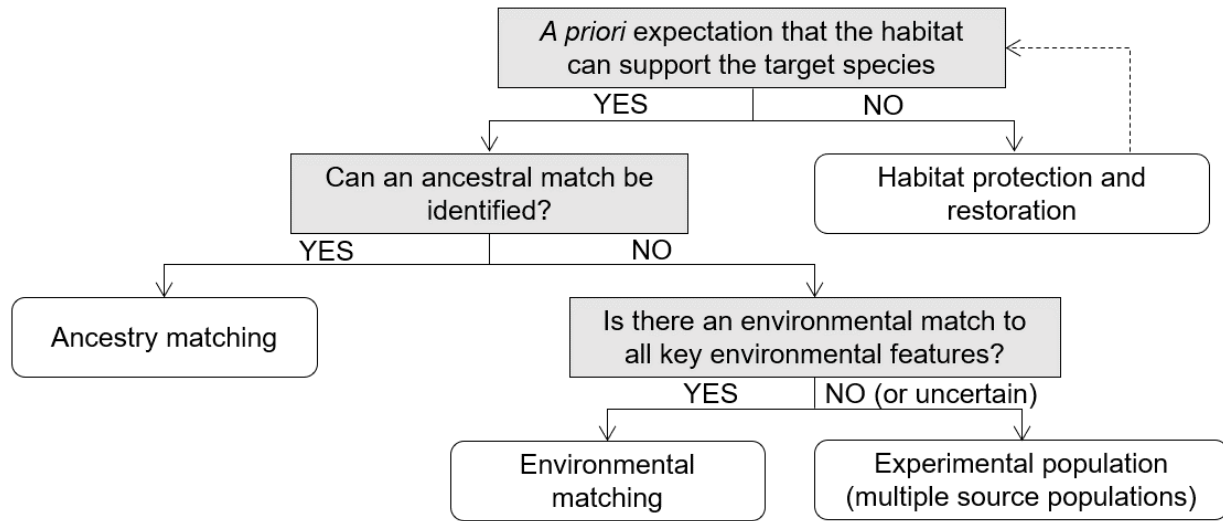 A priori expectation that the habitat
can support the target species
YES
NO
Can an ancestral match be
identified?
Habitat protection and
restoration
YES
NO
Ancestry matching
Is there an environmental match to
all key environmental features?
YES
NO (or uncertain)
Environmental
matching
Experimental population
(multiple source populations)